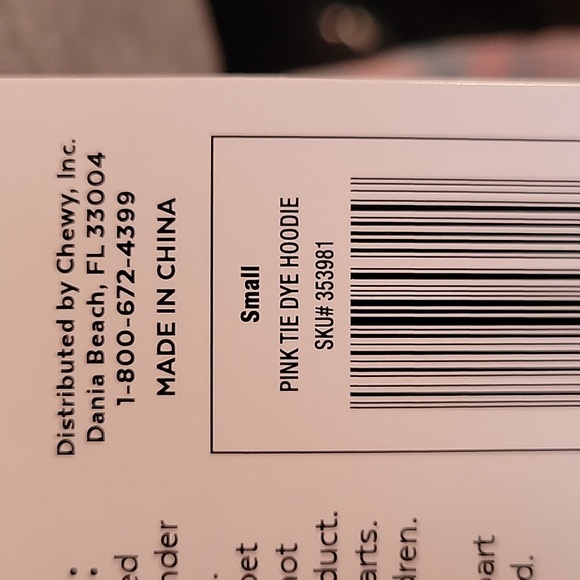 Distributed by Chewy, Inc.
Dania Beach, FL 33004
1-800-672-4399
MADE IN CHINA
Small
PINK TIE DYE HOODIE
SKU# 353981
not